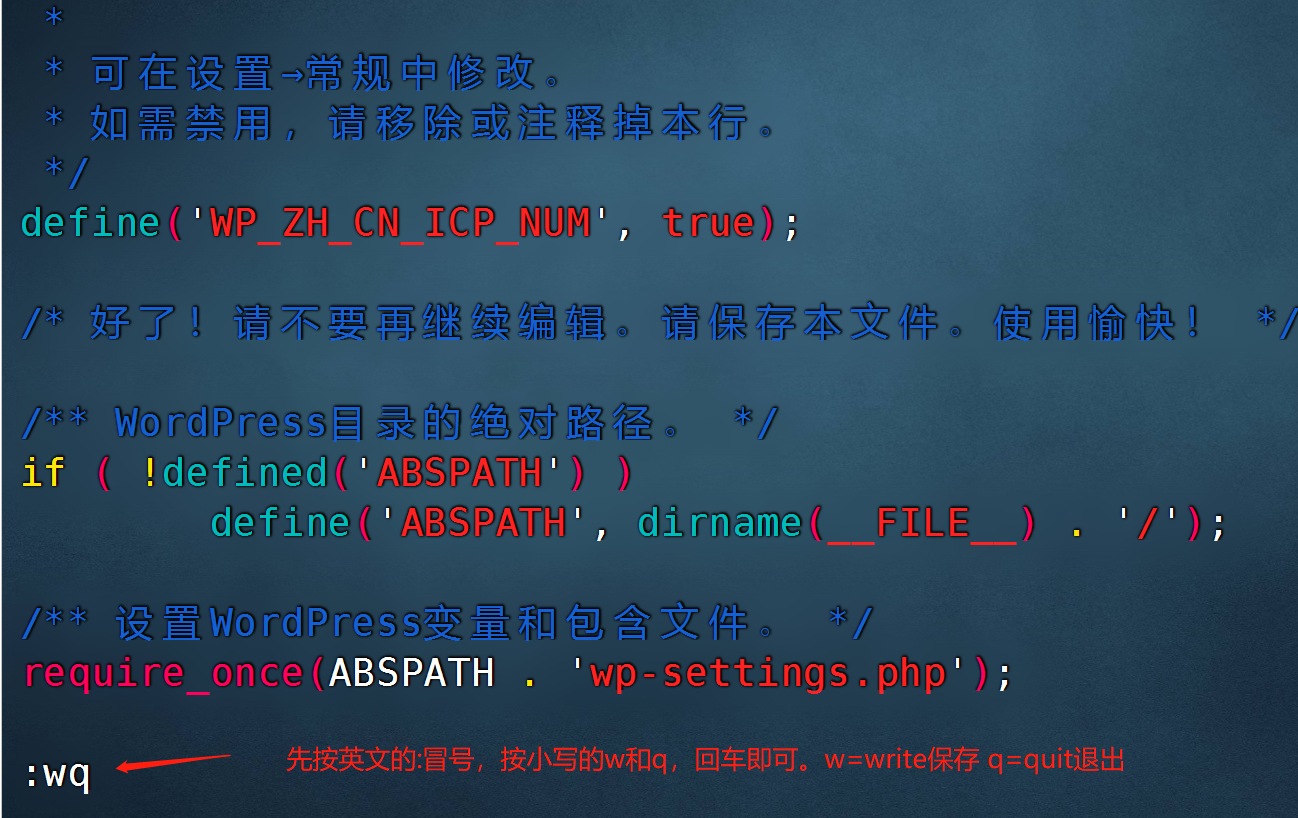 *
* 可在设置→常规中修改。
* 如需禁用，请移除或注释掉本行。
*/
define('WP_ZH_CN_ICP_NUM', true);
/* 好了！请不要再继续编辑。请保存本文件。使用愉快！ */
/** WordPress目录的绝对路径。 */
if ( !defined('ABSPATH') )
define('ABSPATH', dirname(__FILE__) . '/');
/** 设置WordPress变量和包含文件。 */
require_once(ABSPATH . 'wp-settings.php');
:wq
先按英文的:冒号，按小写的w和q，回车即可。w=write保存 q=quit退出